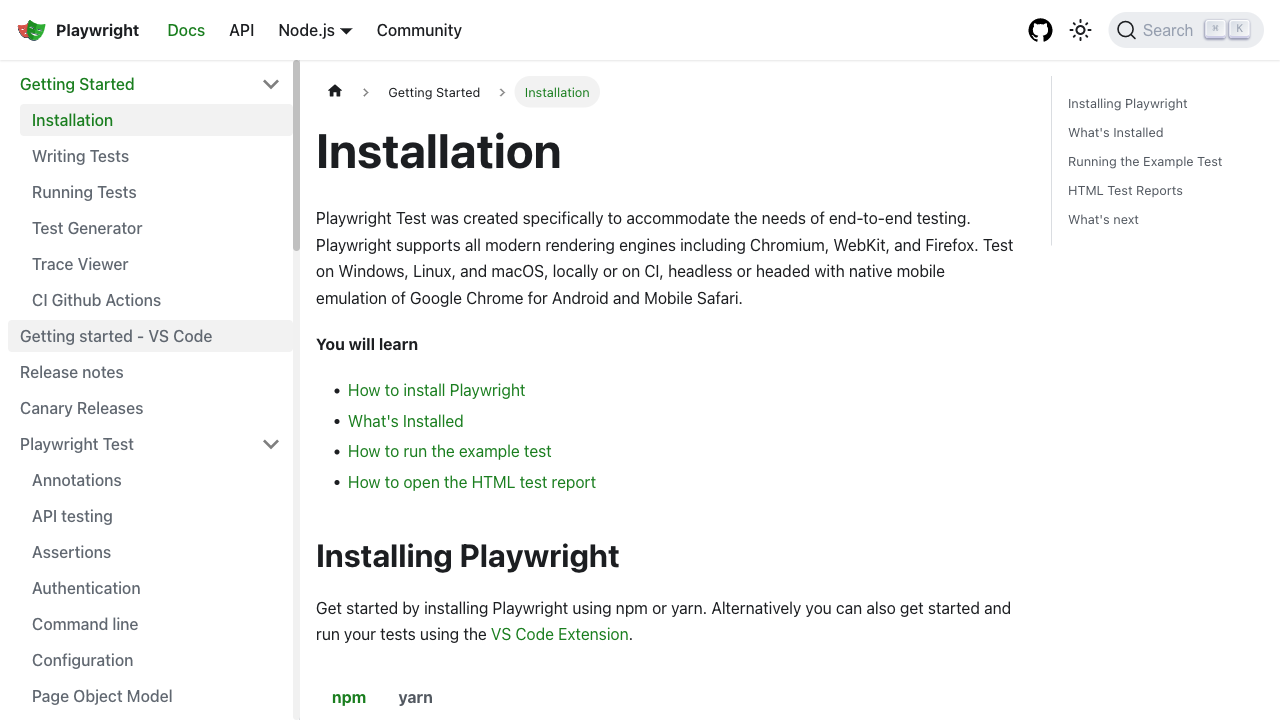 Playwright
Docs
API
Node.js
Community
Search
⌘
K
Getting Started
Installation
Writing Tests
Running Tests
Test Generator
Trace Viewer
CI Github Actions
Getting started - VS Code
Release notes
Canary Releases
Playwright Test
Annotations
API testing
Assertions
Authentication
Command line
Configuration
Page Object Model
Getting Started
Installation
Installation
Playwright Test was created specifically to accommodate the needs of end-to-end testing.
Playwright supports all modern rendering engines including Chromium, WebKit, and Firefox. Test
on Windows, Linux, and macOS, locally or on CI, headless or headed with native mobile
emulation of Google Chrome for Android and Mobile Safari.
You will learn
• How to install Playwright
• What's Installed
• How to run the example test
• How to open the HTML test report
Installing Playwright
Get started by installing Playwright using npm or yarn. Alternatively you can also get started and
run your tests using the VS Code Extension.
npm
yarn
Installing Playwright
What's Installed
Running the Example Test
HTML Test Reports
What's next